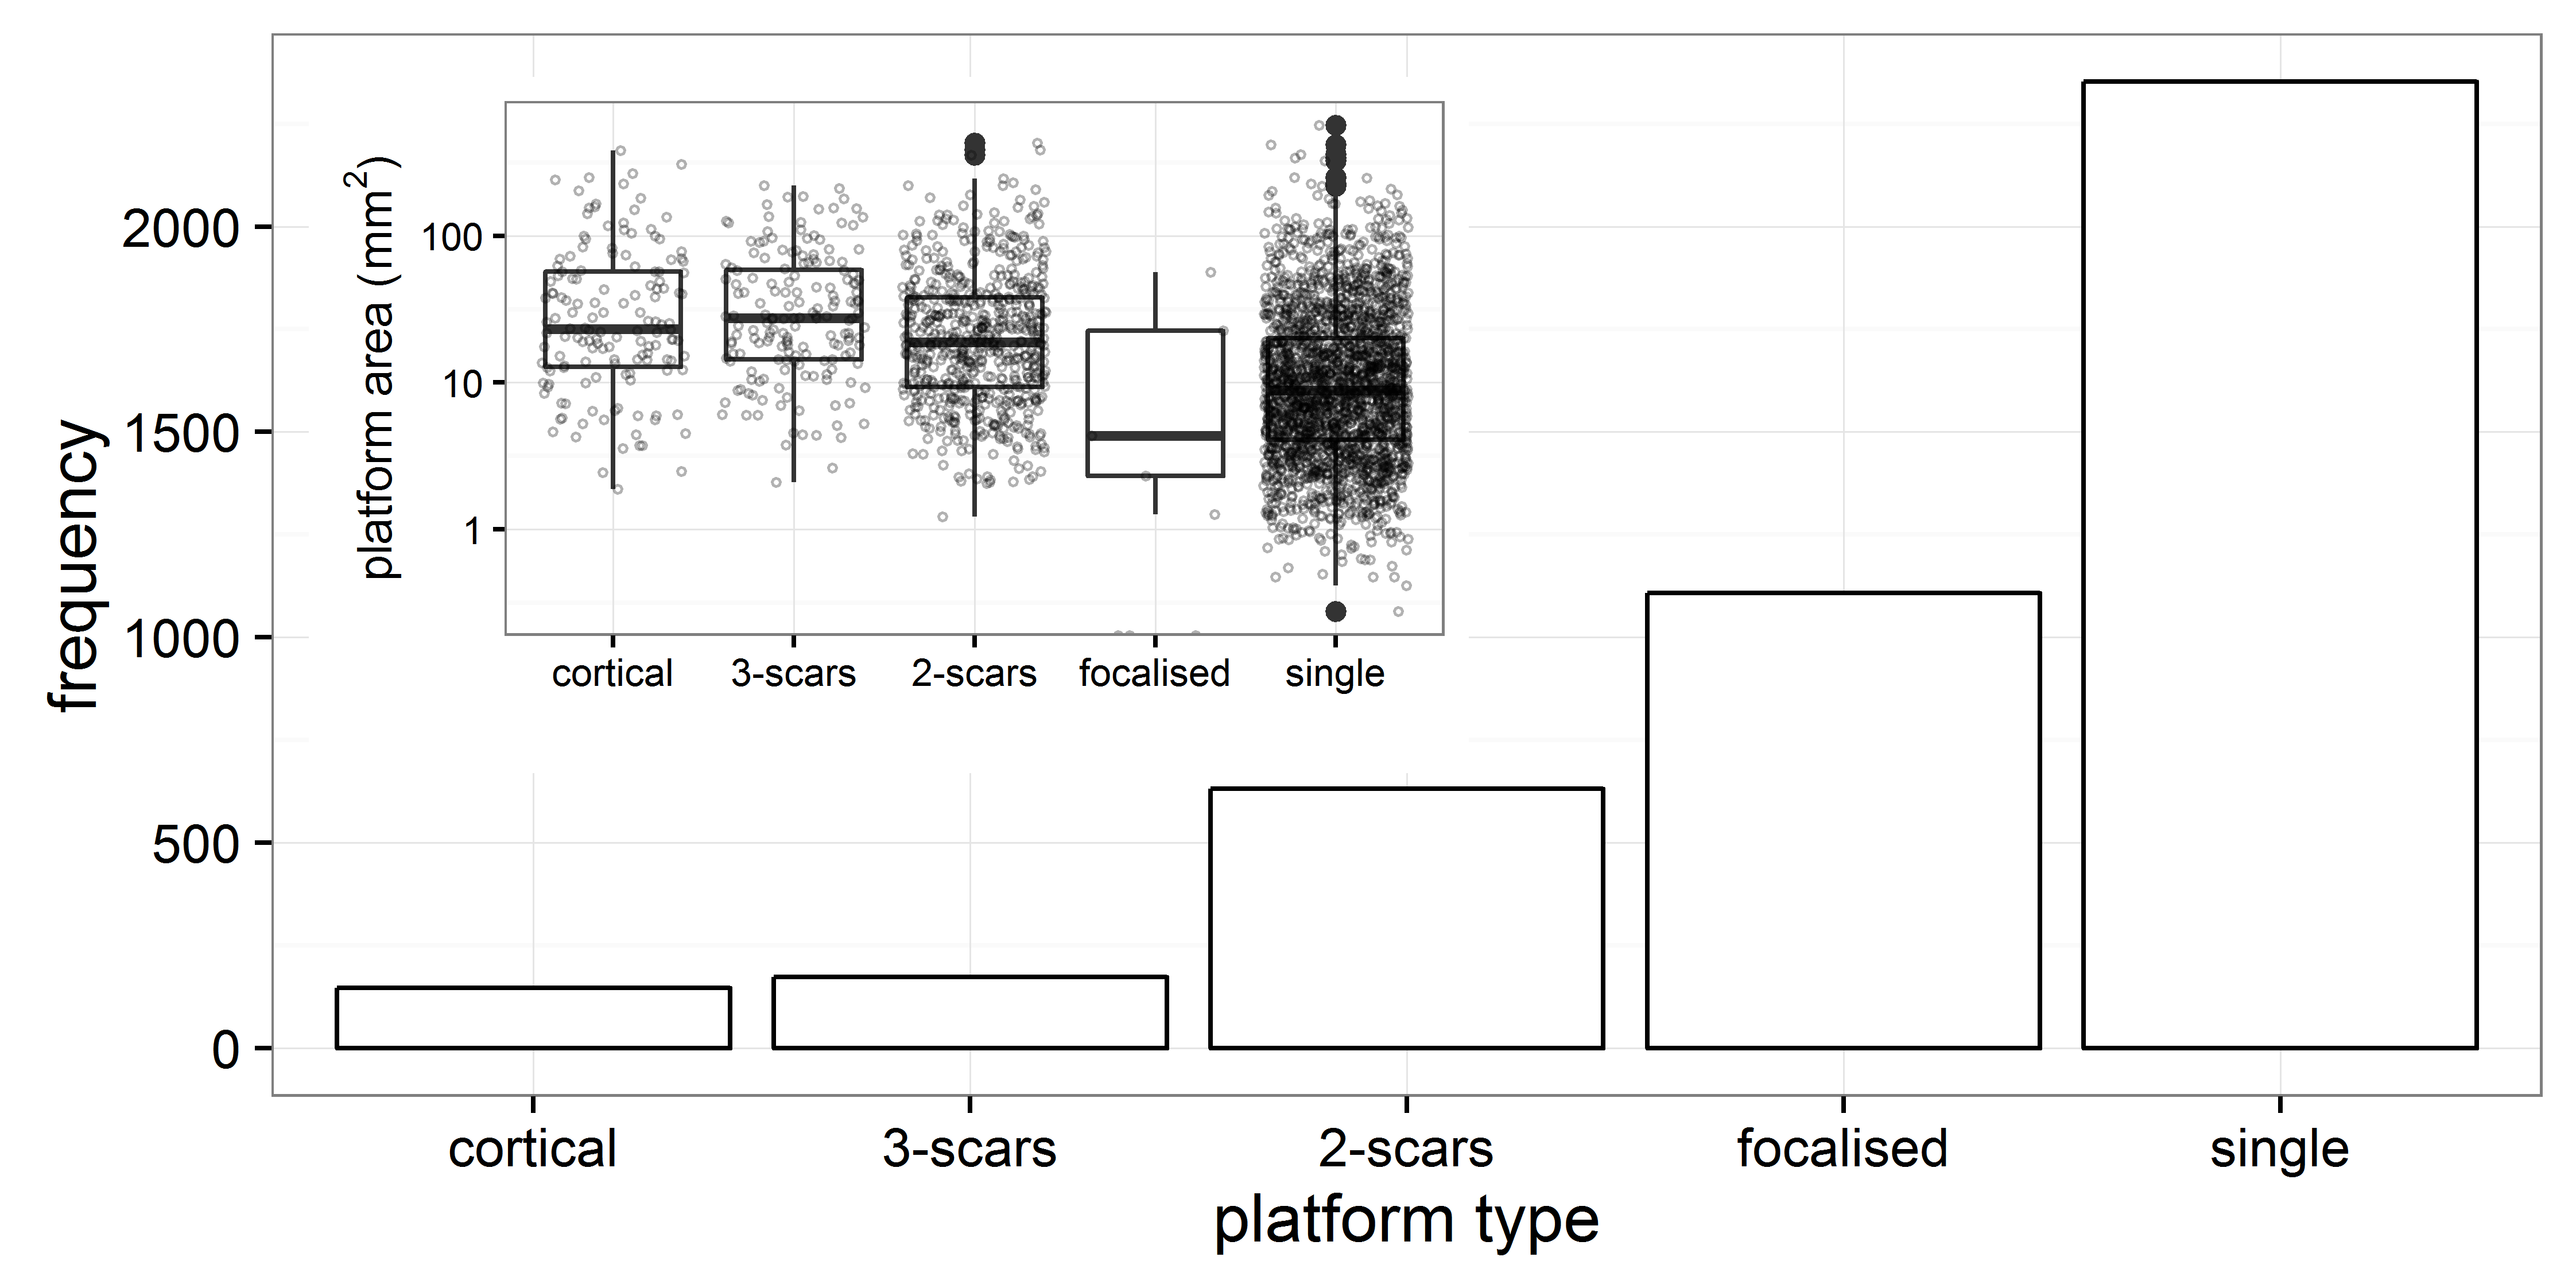 frequency
2000
1500
1000
500
0
platform area (mm²)
100
10
1
cortical 3-scars 2-scars focalised single
cortical 3-scars 2-scars focalised single
platform type